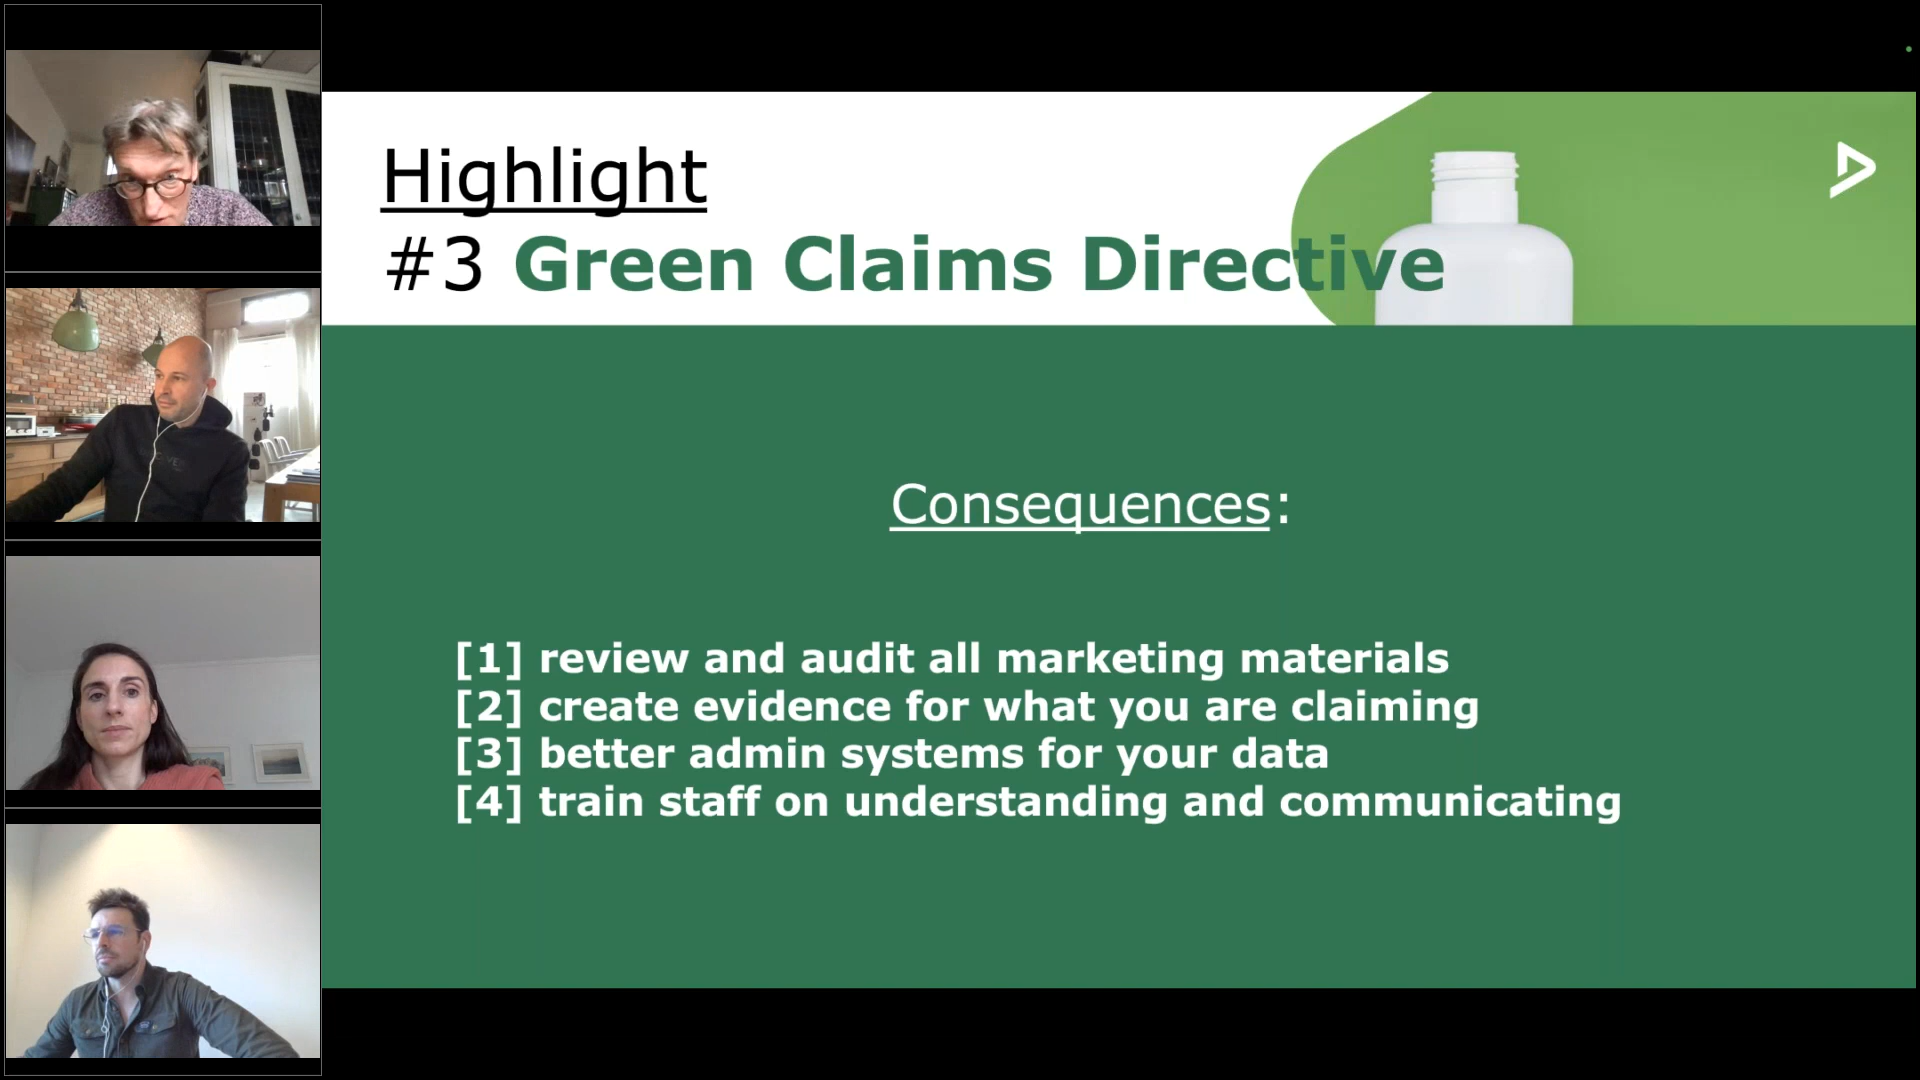 Highlight
#3 Green Claims Directive
Consequences:
[1] review and audit all marketing materials
[2] create evidence for what you are claiming
[3] better admin systems for your data
[4] train staff on understanding and communicating